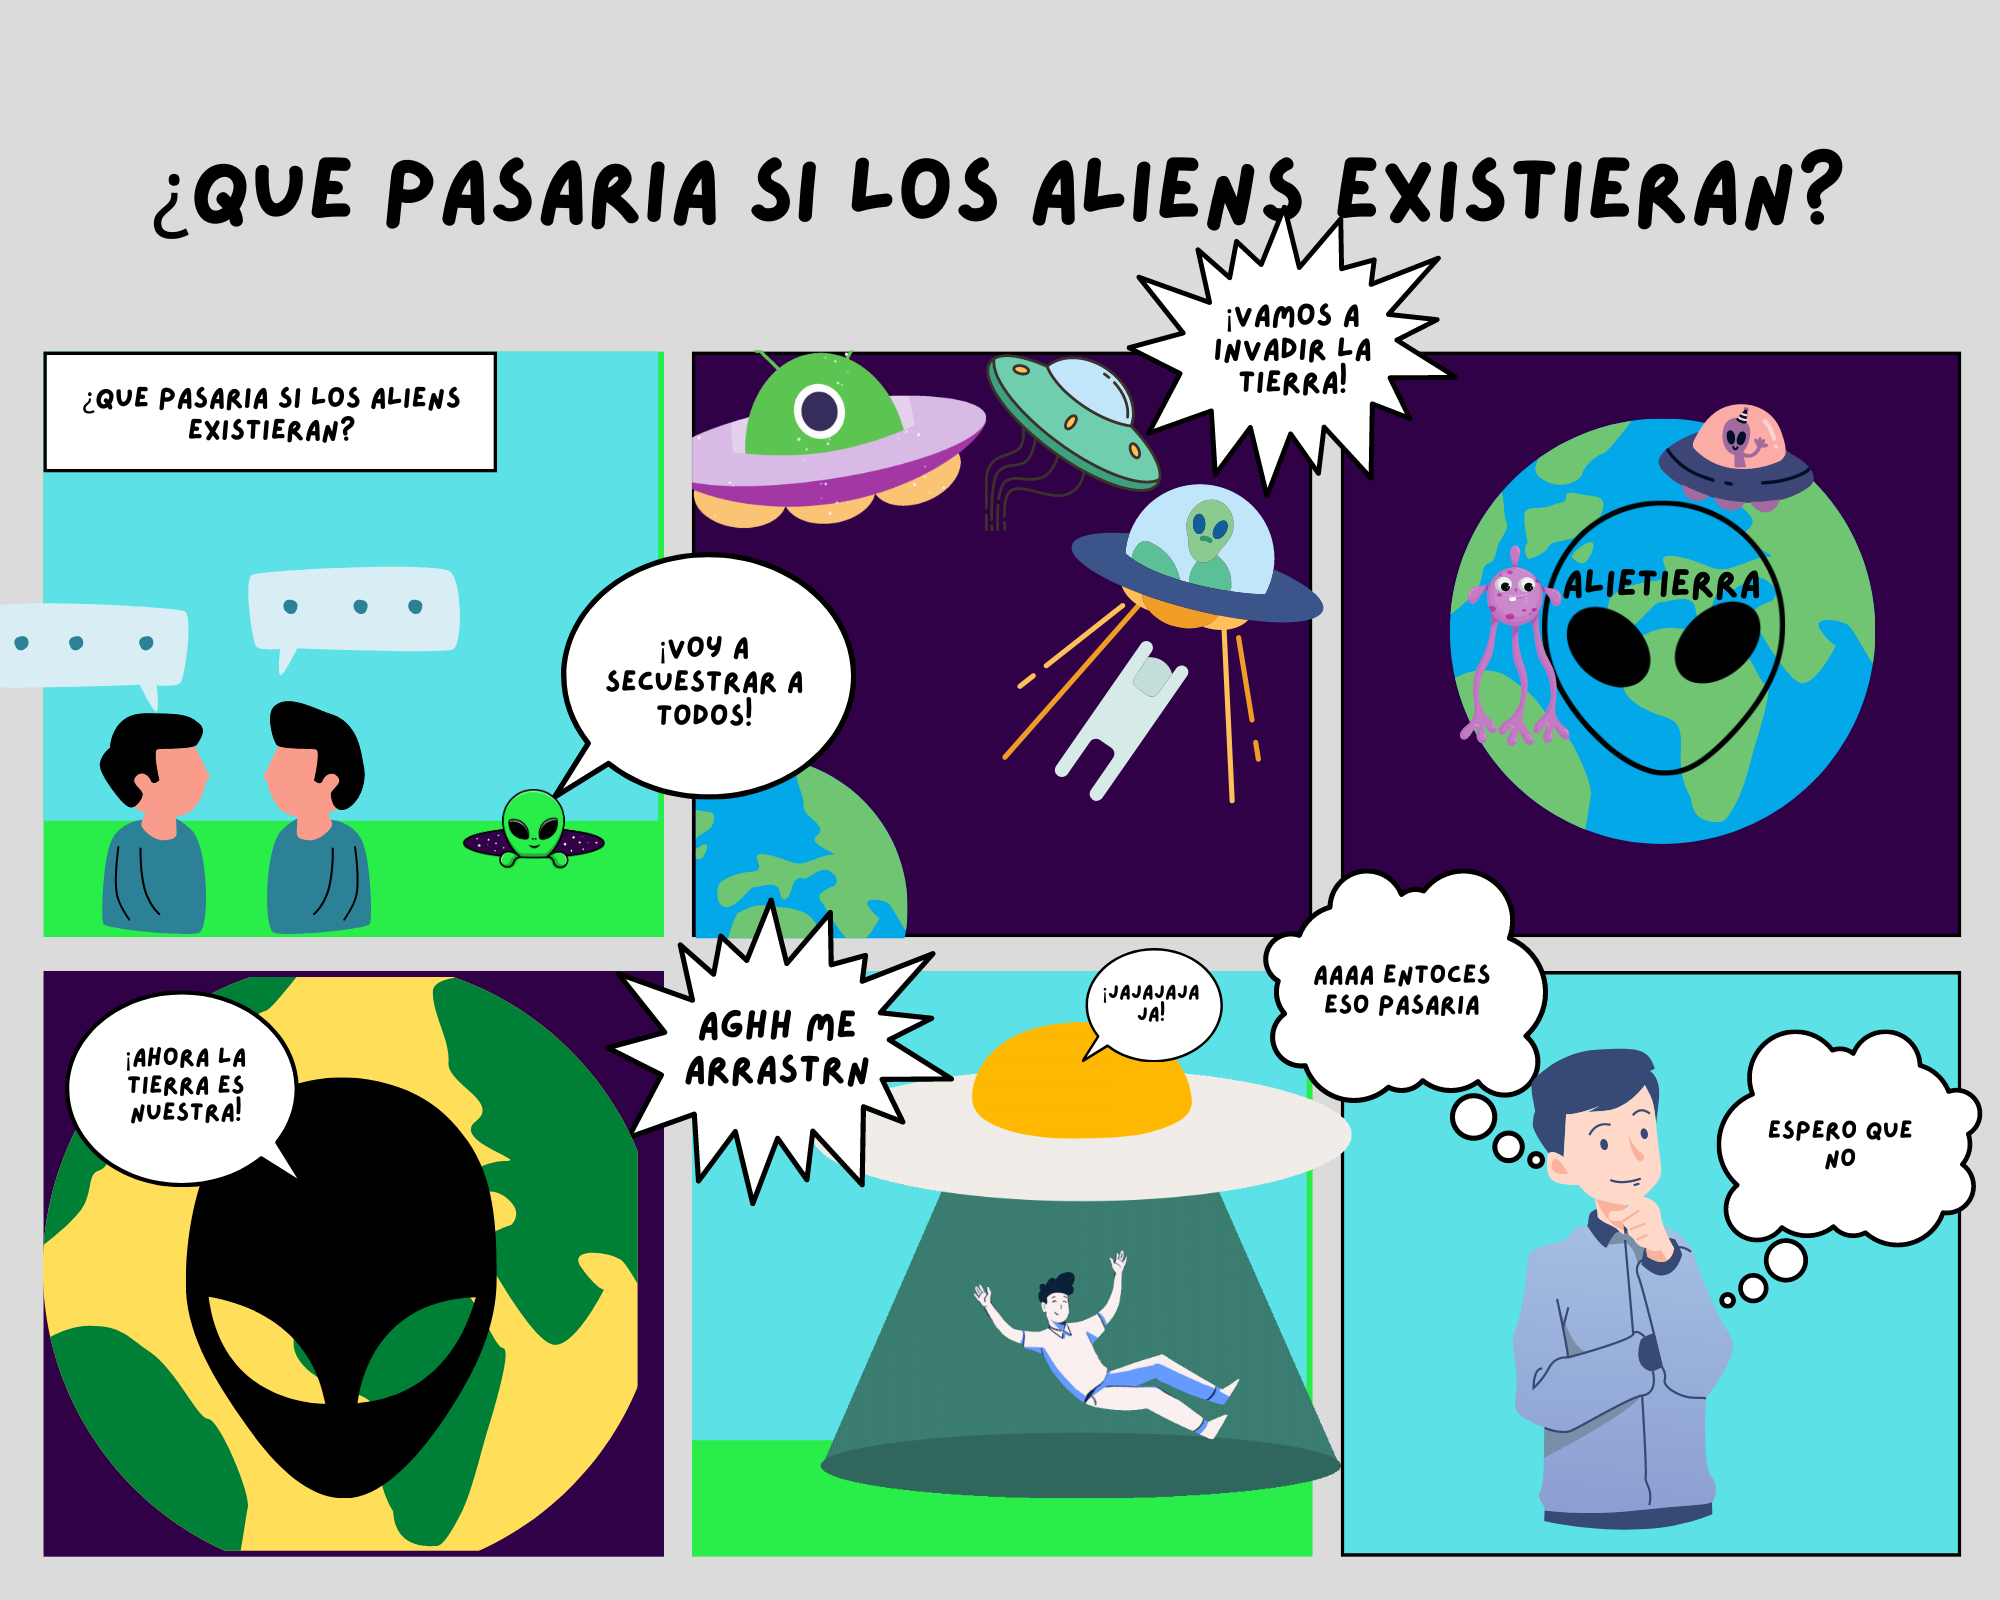 ¿QUE PASARIA SI LOS ALIENS EXISTIERAN?
¿QUE PASARIA SI LOS ALIENS
EXISTIERAN?
¡VOY A
SECUESTRAR A
TODOS!
¡VAMOS A
INVADIR LA
TIERRA!
ALIETIERRA
¡AHORA LA
TIERRA ES
NUESTRA!
AGHH ME
ARRASTRN
¡JAJAJAJA
JA!
AAAA ENTOCES
ESO PASARIA
ESPERO QUE
NO